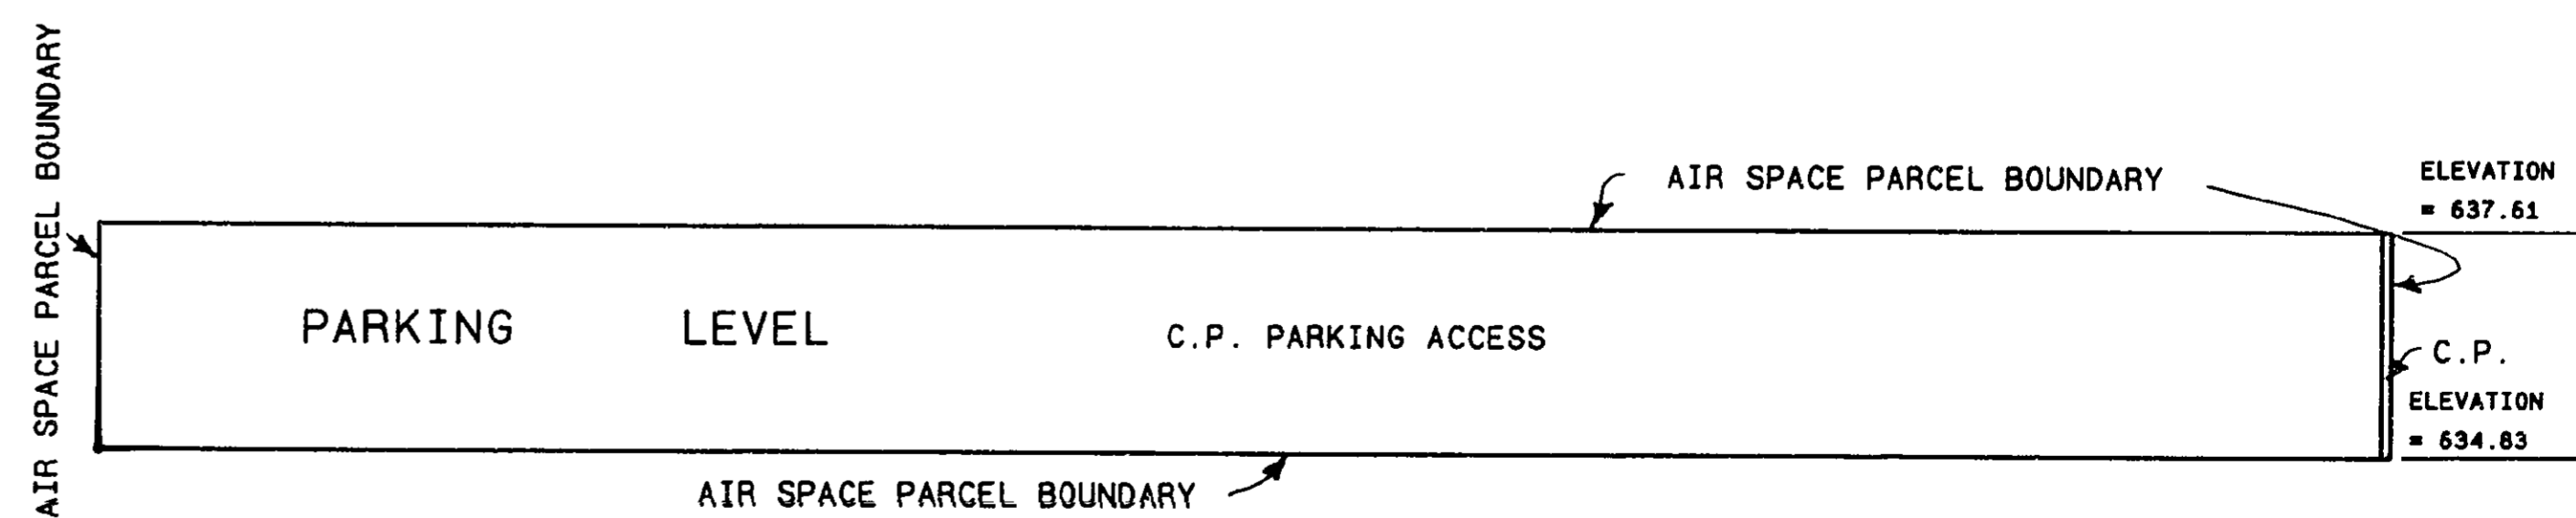 AIR SPACE PARCEL BOUNDARY
AIR SPACE PARCEL BOUNDARY
ELEVATION
= 637.61
PARKING LEVEL
C.P. PARKING ACCESS
C.P.
ELEVATION
= 634.83
AIR SPACE PARCEL BOUNDARY